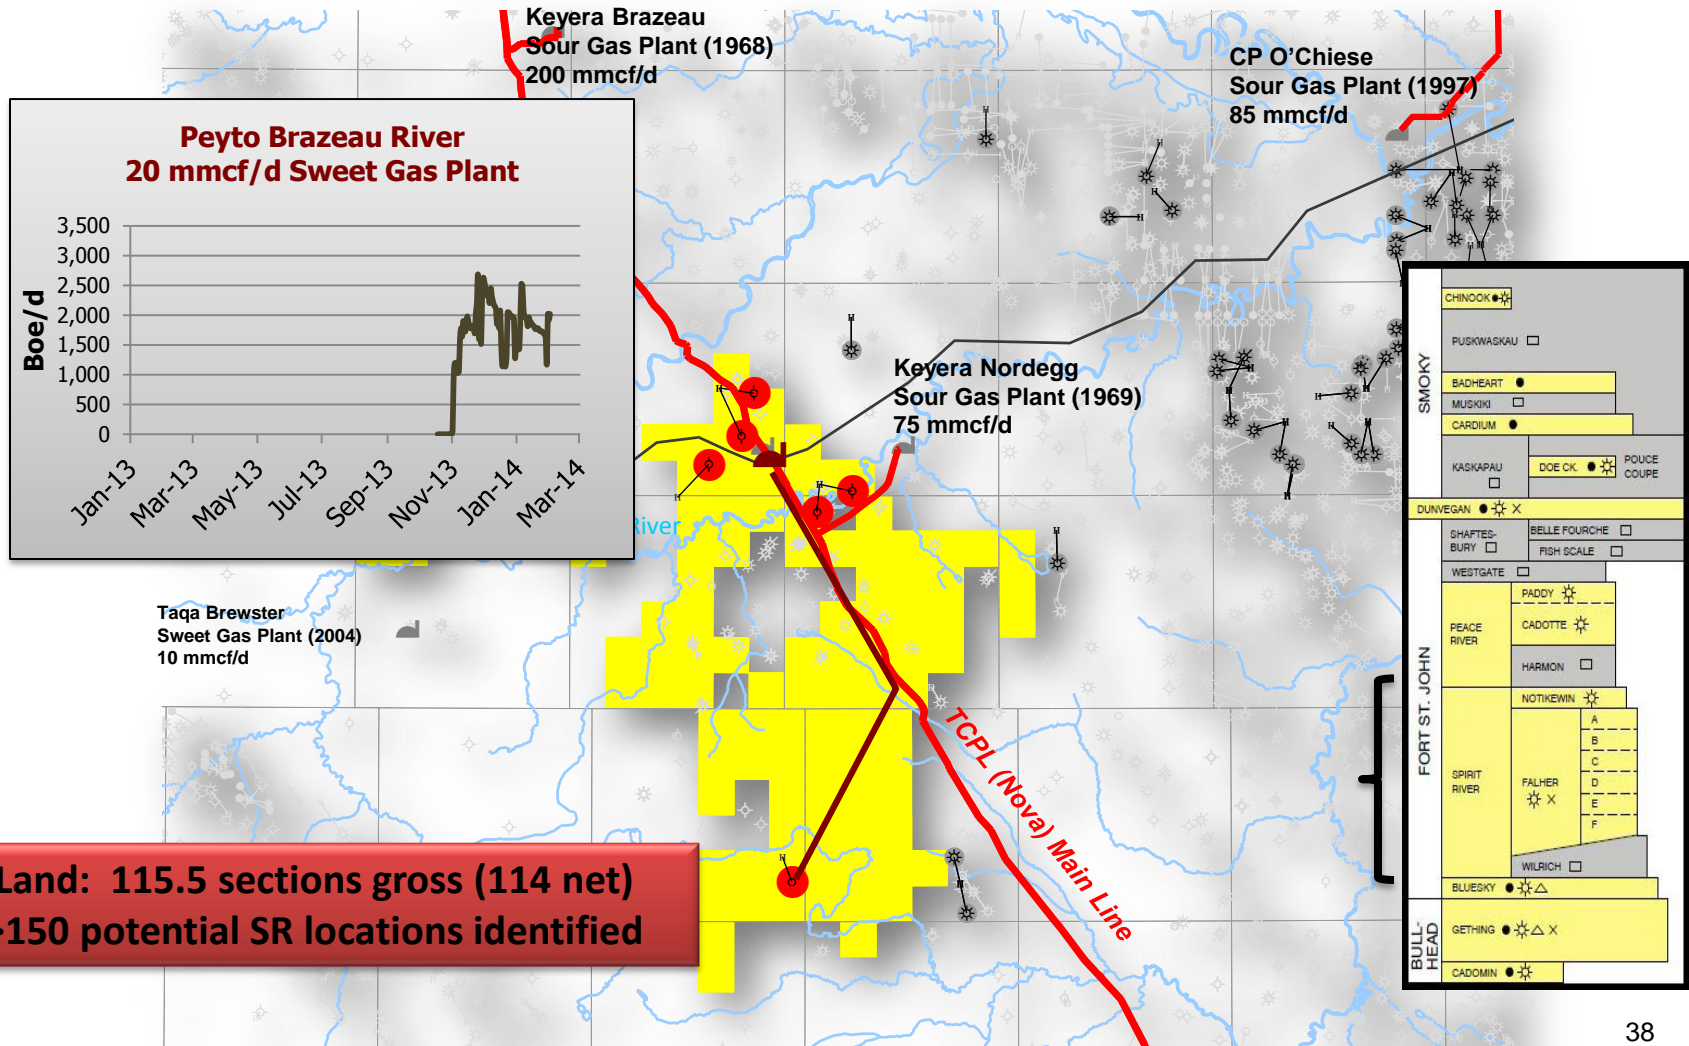 Keyera Brazeau
Sour Gas Plant (1968)
200 mmcf/d
CP O'Chiese
Sour Gas Plant (1997)
85 mmcf/d
Peyto Brazeau River
20 mmcf/d Sweet Gas Plant
Boe/d
3,500
3,000
2,500
2,000
1,500
1,000
500
0
Jan-13
Mar-13
May-13
Jul-13
Sep-13
Nov-13
Jan-14
Mar-14
Keyera Nordegg
Sour Gas Plant (1969)
75 mmcf/d
River
Taqa Brewster
Sweet Gas Plant (2004)
10 mmcf/d
TCPL (Nova) Main Line
Land: 115.5 sections gross (114 net)
>150 potential SR locations identified
SMOKY
CHINOOK
PUSKWASKAU
BADHEART
MUSKIKI
CARDIUM
KASKAPAU
DOE CK.
POUCE
COUPE
DUNVEGAN
FORT ST. JOHN
SHAFTES-
BURY
BELLE FOURCHE
FISH SCALE
WESTGATE
PEACE
RIVER
PADDY
CADOTTE
HARMON
SPIRIT
RIVER
NOTIKEWIN
FALHER
A
B
C
D
E
F
WILRICH
BLUESKY
BULL-
HEAD
GETHING
CADOMIN
38